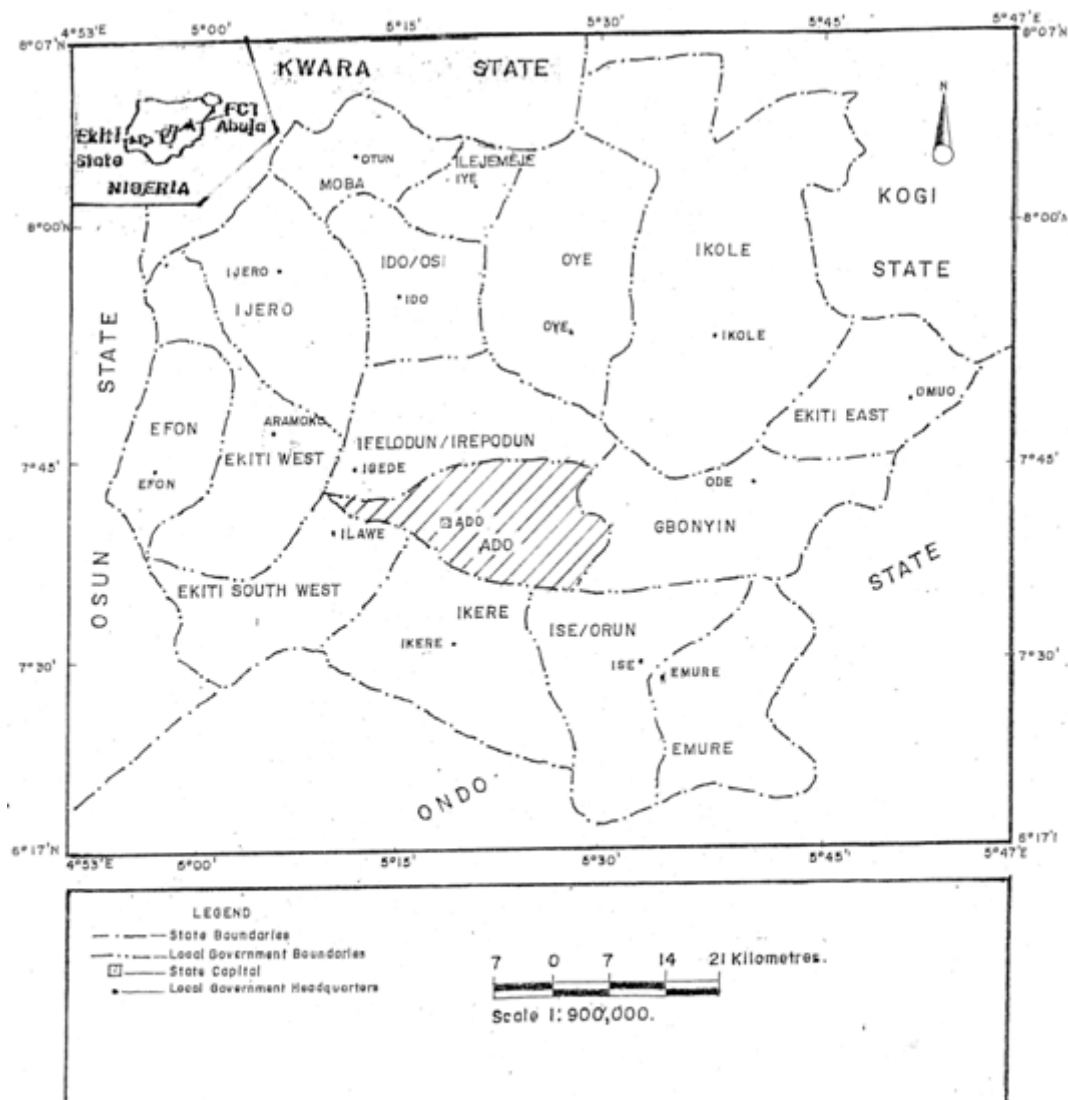 4°53'E 5°00' 5°15' 5°30' 5°45' 5°47'E
8°07'N 8°07'N
KWARA STATE
FCT
Abuja
Ekiti
State
NIGERIA
OTUN
ILEJEMEJE
IYE
MOBA
KOGI
8°00'N 8°00'N
IJERO
IDO/OSI
OYE
IKOLE
STATE
IJERO
IDO
OYE
IKOLE
OSUN STATE
OMUO
EKITI EAST
EFON
ARAMOKO
EKITI WEST
IFELODUN/IREPODUN
IGEDE
7°45' 7°45'
EFON
ODE
ADO
ADO
GBONYIN
ILAWE
EKITI SOUTH WEST
IKERE
ISE/ORUN
IKERE
ISE
EMURE
7°30' 7°30'
EMURE
ONDO STATE
6°17'N 6°17'
4°53'E 5°00' 5°15' 5°30' 5°45' 5°47'E
LEGEND
State Boundaries
Local Government Boundaries
State Capital
Local Government Headquarters
7 0 7 14 21 Kilometres.
Scale 1:900,000.